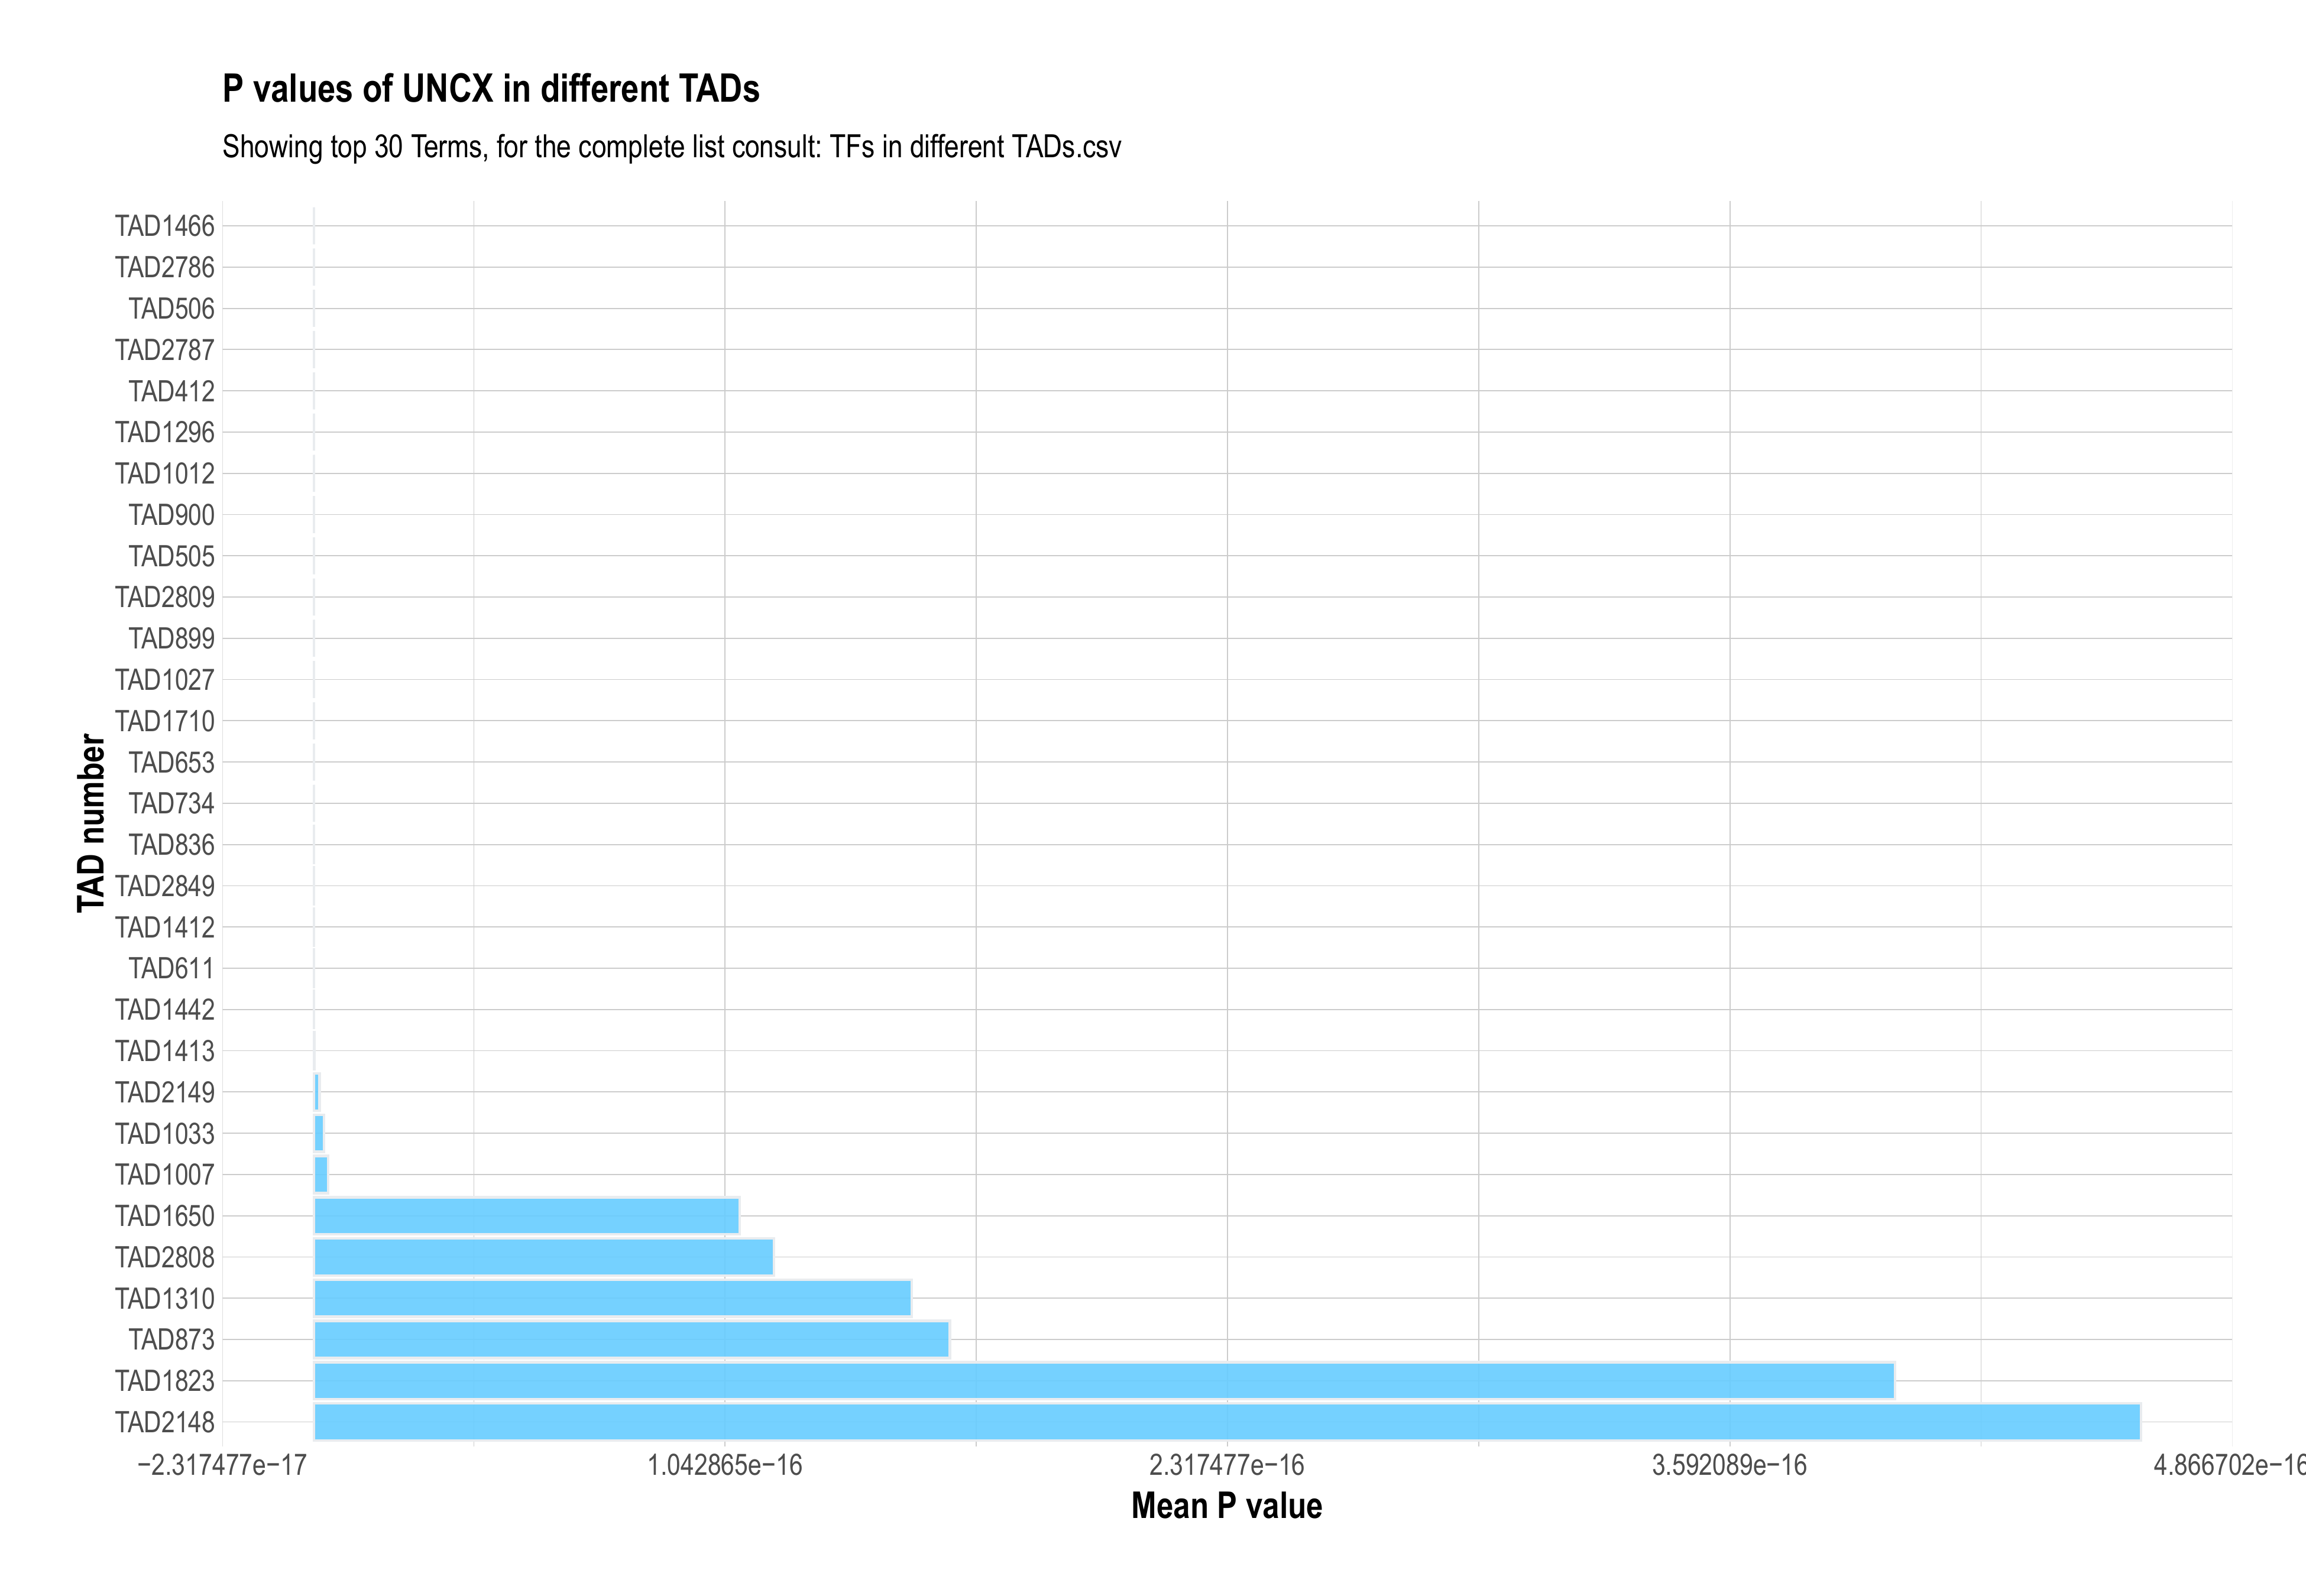 P values of UNCX in different TADs
Showing top 30 Terms, for the complete list consult: TFs in different TADs.csv
TAD1466
TAD2786
TAD506
TAD2787
TAD412
TAD1296
TAD1012
TAD900
TAD505
TAD2809
TAD899
TAD1027
TAD1710
TAD653
TAD734
TAD836
TAD2849
TAD1412
TAD611
TAD1442
TAD1413
TAD2149
TAD1033
TAD1007
TAD1650
TAD2808
TAD1310
TAD873
TAD1823
TAD2148
TAD number
−2.317477e−17 1.042865e−16 2.317477e−16 3.592089e−16 4.866702e−16
Mean P value